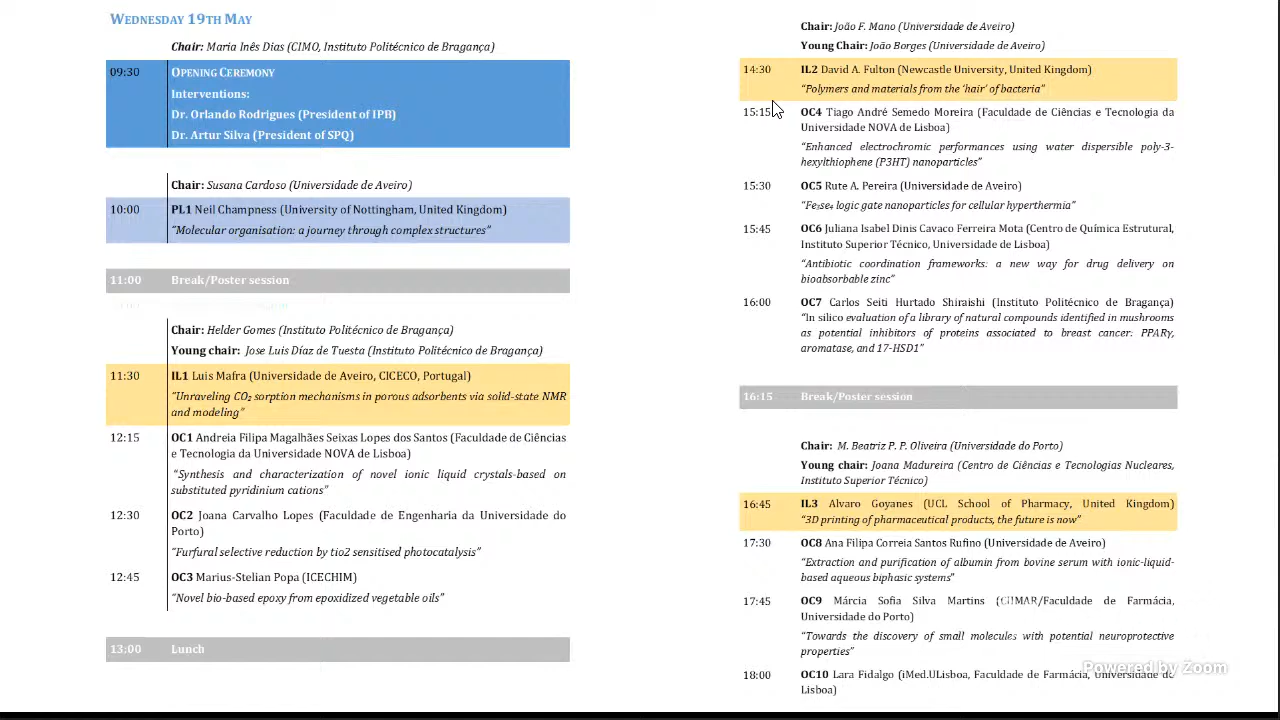 WEDNESDAY 19TH MAY
Chair: Maria Inês Dias (CIMO, Instituto Politécnico de Bragança)
09:30 OPENING CEREMONY
Interventions:
Dr. Orlando Rodrigues (President of IPB)
Dr. Artur Silva (President of SPQ)
Chair: Susana Cardoso (Universidade de Aveiro)
10:00 PL1 Neil Champness (University of Nottingham, United Kingdom)
“Molecular organisation: a journey through complex structures”
11:00 Break/Poster session
Chair: Helder Gomes (Instituto Politécnico de Bragança)
Young chair: Jose Luis Díaz de Tuesta (Instituto Politécnico de Bragança)
11:30 IL1 Luis Mafra (Universidade de Aveiro, CICECO, Portugal)
“Unraveling CO₂ sorption mechanisms in porous adsorbents via solid-state NMR
and modeling”
12:15 OC1 Andreia Filipa Magalhães Seixas Lopes dos Santos (Faculdade de Ciências
e Tecnologia da Universidade NOVA de Lisboa)
“Synthesis and characterization of novel ionic liquid crystals-based on
substituted pyridinium cations”
12:30 OC2 Joana Carvalho Lopes (Faculdade de Engenharia da Universidade do
Porto)
“Furfural selective reduction by tio2 sensitised photocatalysis”
12:45 OC3 Marius-Stelian Popa (ICECHIM)
“Novel bio-based epoxy from epoxidized vegetable oils”
13:00 Lunch
Chair: João F. Mano (Universidade de Aveiro)
Young Chair: João Borges (Universidade de Aveiro)
14:30 IL2 David A. Fulton (Newcastle University, United Kingdom)
“Polymers and materials from the ‘hair’ of bacteria”
15:15 OC4 Tiago André Semedo Moreira (Faculdade de Ciências e Tecnologia da
Universidade NOVA de Lisboa)
“Enhanced electrochromic performances using water dispersible poly-3-
hexylthiophene (P3HT) nanoparticles”
15:30 OC5 Rute A. Pereira (Universidade de Aveiro)
“Fe₃se₄ logic gate nanoparticles for cellular hyperthermia”
15:45 OC6 Juliana Isabel Dinis Cavaco Ferreira Mota (Centro de Química Estrutural,
Instituto Superior Técnico, Universidade de Lisboa)
“Antibiotic coordination frameworks: a new way for drug delivery on
bioabsorbable zinc”
16:00 OC7 Carlos Seiti Hurtado Shiraishi (Instituto Politécnico de Bragança)
“In silico evaluation of a library of natural compounds identified in mushrooms
as potential inhibitors of proteins associated to breast cancer: PPARγ,
aromatase, and 17-HSD1”
16:15 Break/Poster session
Chair: M. Beatriz P. P. Oliveira (Universidade do Porto)
Young chair: Joana Madureira (Centro de Ciências e Tecnologias Nucleares,
Instituto Superior Técnico)
16:45 IL3 Alvaro Goyanes (UCL School of Pharmacy, United Kingdom)
“3D printing of pharmaceutical products, the future is now”
17:30 OC8 Ana Filipa Correia Santos Rufino (Universidade de Aveiro)
“Extraction and purification of albumin from bovine serum with ionic-liquid-
based aqueous biphasic systems”
17:45 OC9 Márcia Sofia Silva Martins (CIIMAR/Faculdade de Farmácia,
Universidade do Porto)
“Towards the discovery of small molecules with potential neuroprotective
properties”
18:00 OC10 Lara Fidalgo (iMed.ULisboa, Faculdade de Farmácia, Universidade de
Lisboa)
Powered by Zoom